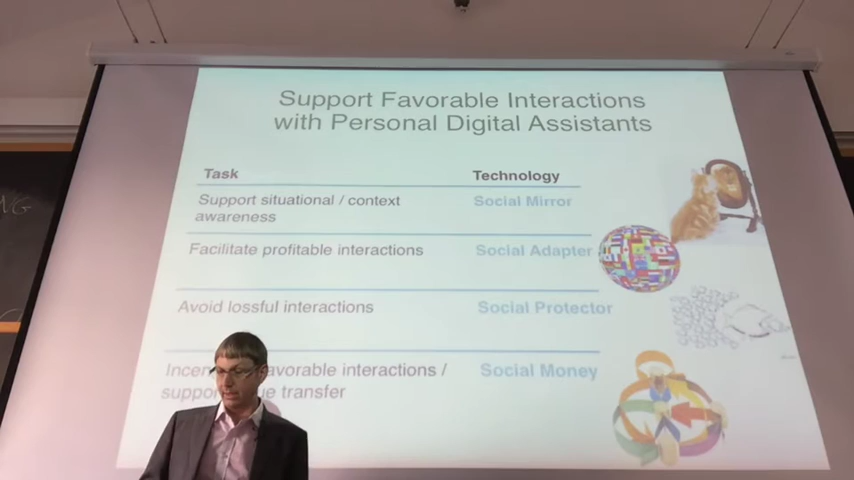 Support Favorable Interactions
with Personal Digital Assistants
Task Technology
Support situational / context
awareness
Social Mirror
Facilitate profitable interactions Social Adapter
Avoid lossful interactions Social Protector
favorable interactions /
Social Money
transfer